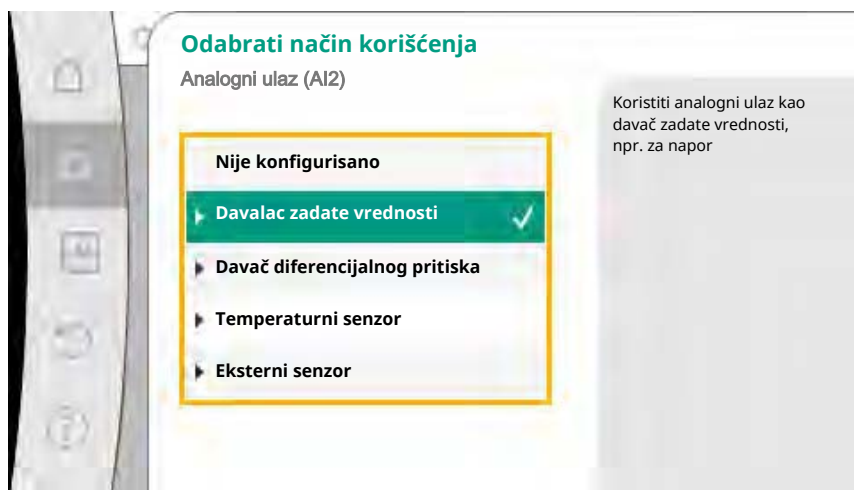 Odabrati način korišćenja
Analogni ulaz (AI2)
Koristiti analogni ulaz kao
davač zadate vrednosti,
npr. za napor
Nije konfigurisano
Davalac zadate vrednosti
Davač diferencijalnog pritiska
Temperaturni senzor
Eksterni senzor